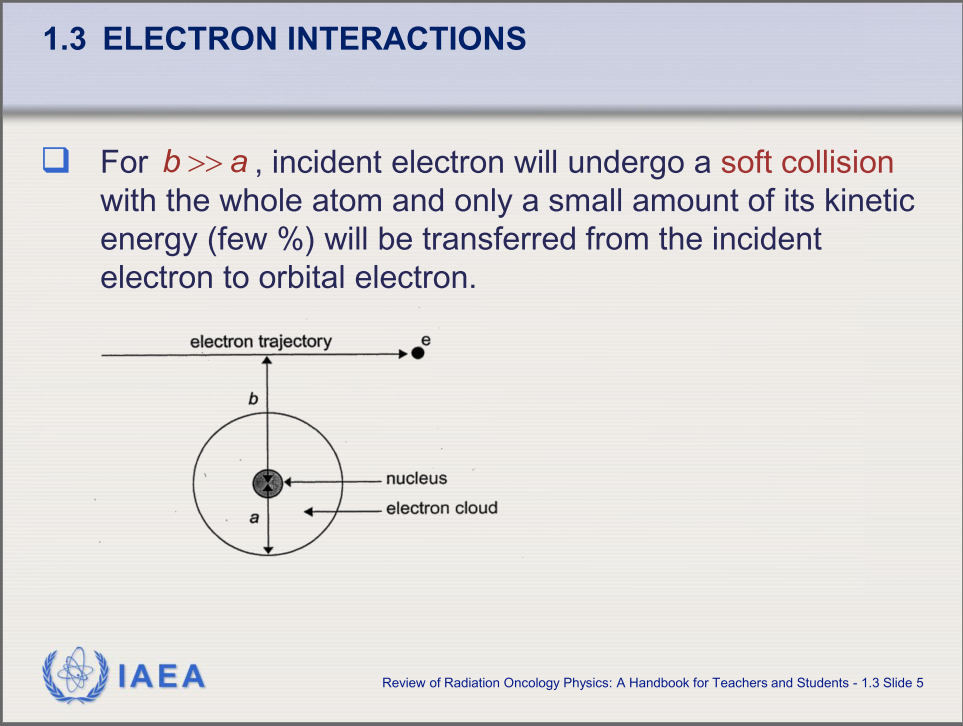 1.3 ELECTRON INTERACTIONS
For b >> a , incident electron will undergo a soft collision
with the whole atom and only a small amount of its kinetic
energy (few %) will be transferred from the incident
electron to orbital electron.
electron trajectory
e
b
nucleus
electron cloud
a
IAEA
Review of Radiation Oncology Physics: A Handbook for Teachers and Students - 1.3 Slide 5